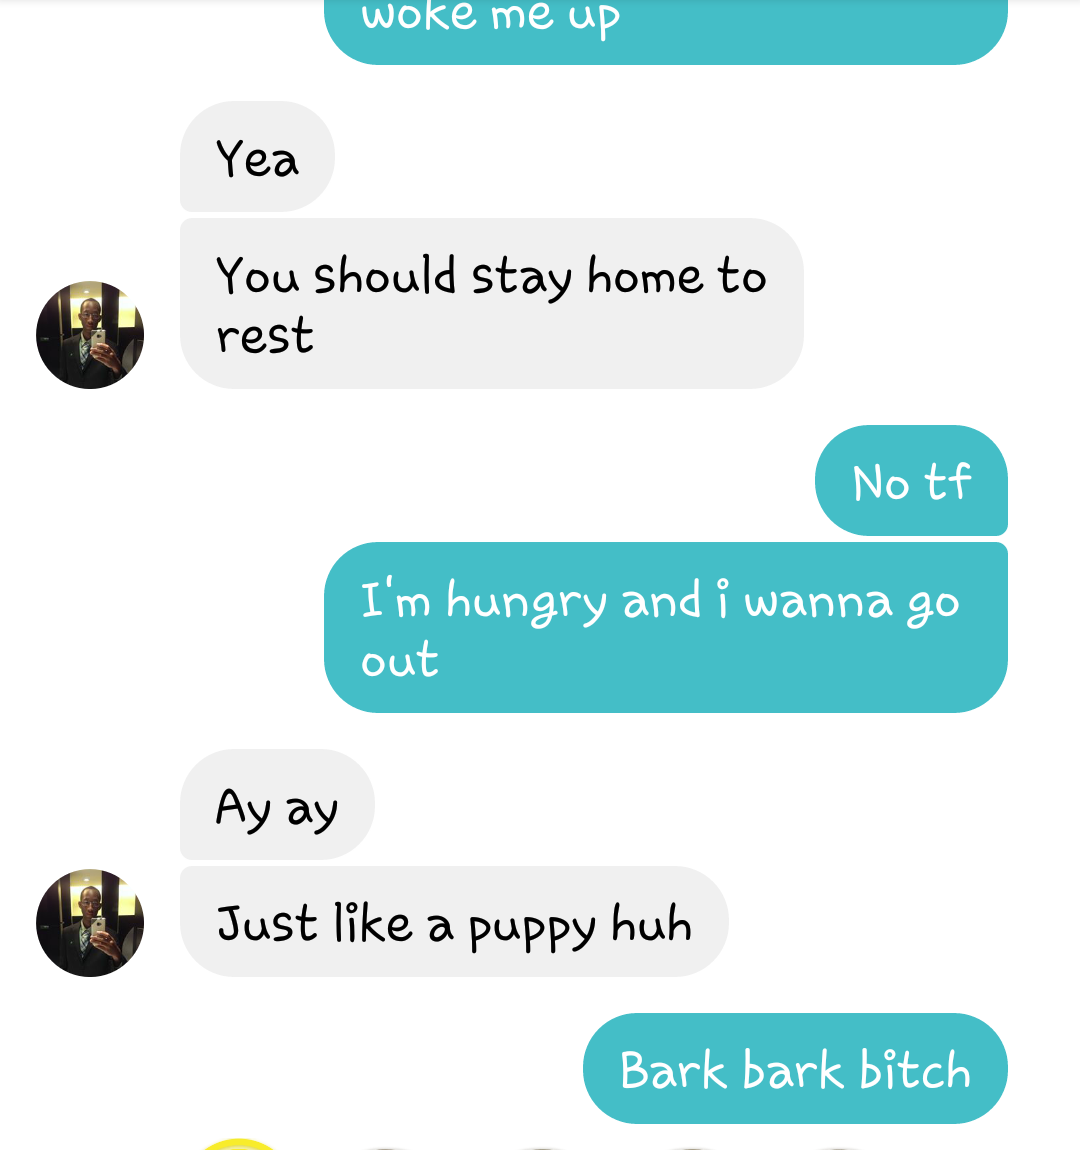 woke me up
Yea
You should stay home to
rest
No tf
I'm hungry and i wanna go
out
Ay ay
Just like a puppy huh
Bark bark bitch